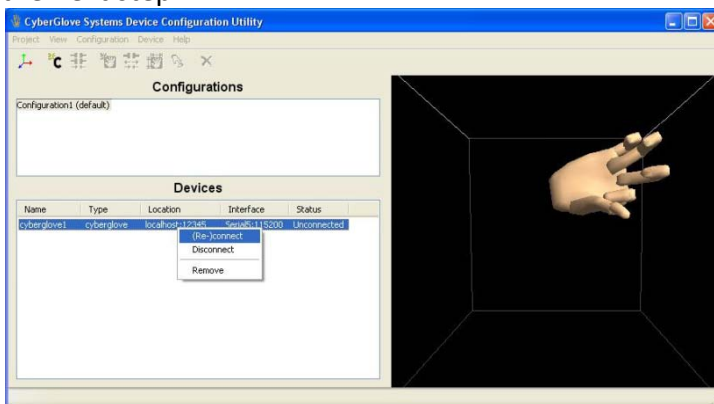 CyberGlove Systems Device Configuration Utility
Project View Configuration Device Help
Configurations
Configuration1 (default)
Devices
Name Type Location Interface Status
cyberglove1 cyberglove localhost:12345 Serial5:115200 Unconnected
(Re-)connect
Disconnect
Remove